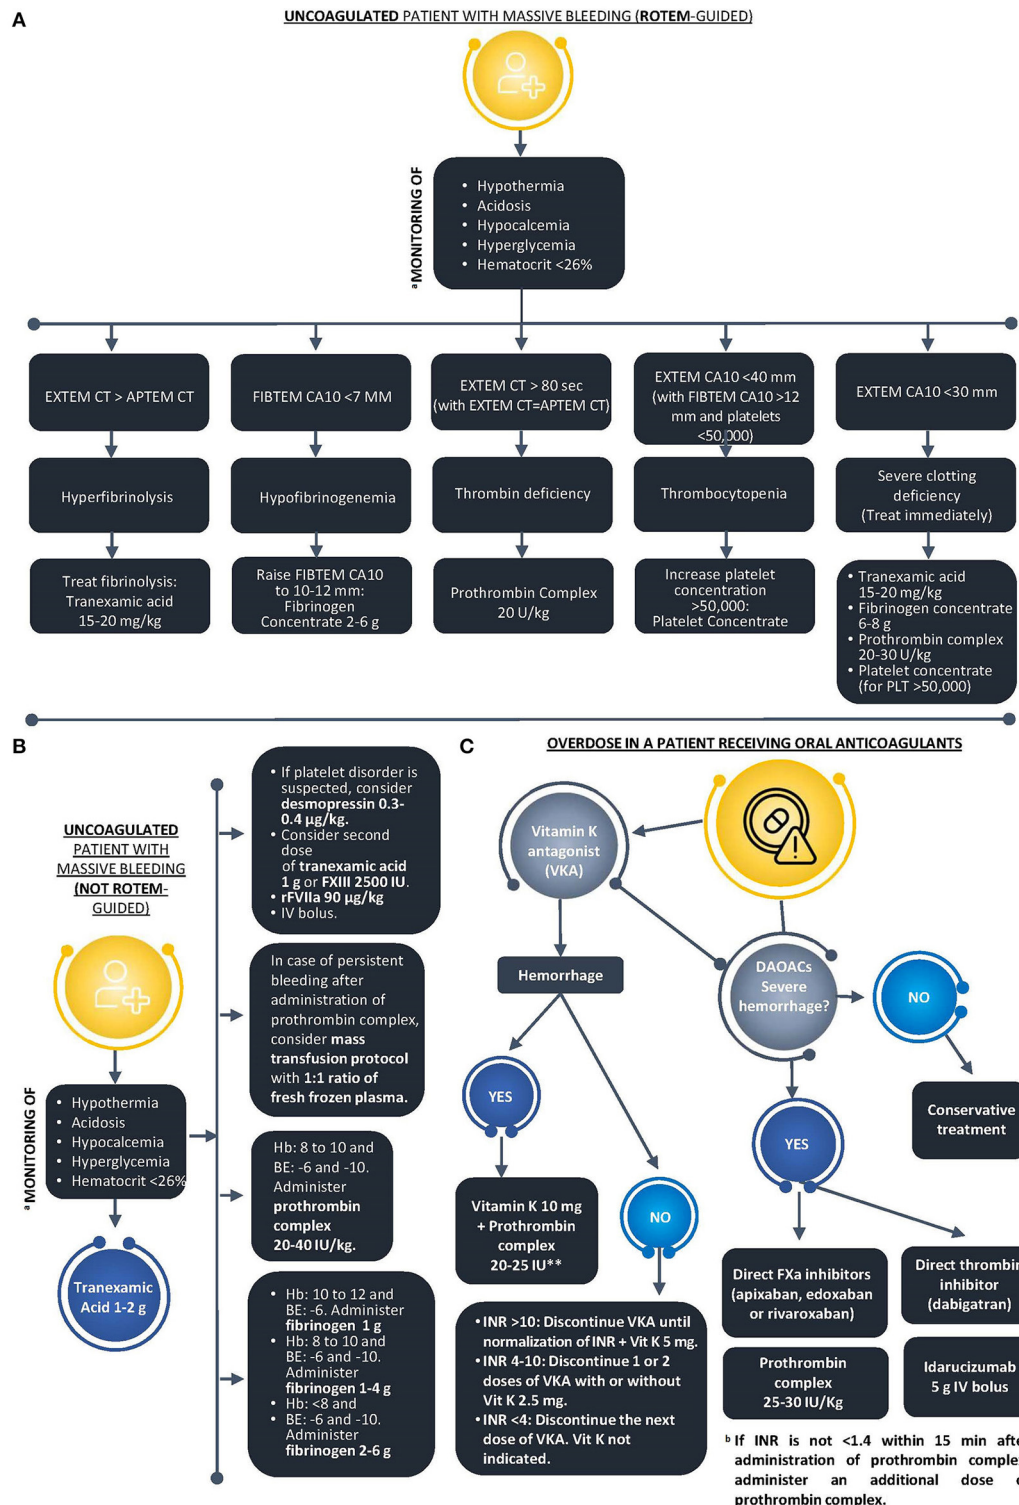 A
UNCOAGULATED PATIENT WITH MASSIVE BLEEDING (ROTEM-GUIDED)
ᵃMONITORING OF
• Hypothermia
• Acidosis
• Hypocalcemia
• Hyperglycemia
• Hematocrit <26%
EXTEM CT > APTEM CT
FIBTEM CA10 <7 MM
EXTEM CT > 80 sec
(with EXTEM CT=APTEM CT)
EXTEM CA10 <40 mm
(with FIBTEM CA10 >12
mm and platelets
<50,000)
EXTEM CA10 <30 mm
Hyperfibrinolysis
Hypofibrinogenemia
Thrombin deficiency
Thrombocytopenia
Severe clotting
deficiency
(Treat immediately)
Treat fibrinolysis:
Tranexamic acid
15-20 mg/kg
Raise FIBTEM CA10
to 10-12 mm:
Fibrinogen
Concentrate 2-6 g
Prothrombin Complex
20 U/kg
Increase platelet
concentration
>50,000:
Platelet Concentrate
• Tranexamic acid
15-20 mg/kg
• Fibrinogen concentrate
6-8 g
• Prothrombin complex
20-30 U/kg
• Platelet concentrate
(for PLT >50,000)
B
UNCOAGULATED
PATIENT WITH
MASSIVE BLEEDING
(NOT ROTEM-
GUIDED)
ᵃMONITORING OF
• Hypothermia
• Acidosis
• Hypocalcemia
• Hyperglycemia
• Hematocrit <26%
Tranexamic
Acid 1-2 g
• If platelet disorder is
suspected, consider
desmopressin 0.3-
0.4 µg/kg.
• Consider second
dose
of tranexamic acid
1 g or FXIII 2500 IU.
• rFVIIa 90 µg/kg
• IV bolus.
In case of persistent
bleeding after
administration of
prothrombin complex,
consider mass
transfusion protocol
with 1:1 ratio of
fresh frozen plasma.
Hb: 8 to 10 and
BE: -6 and -10.
Administer
prothrombin
complex
20-40 IU/kg.
• Hb: 10 to 12 and
BE: -6. Administer
fibrinogen 1 g
• Hb: 8 to 10 and
BE: -6 and -10.
Administer
fibrinogen 1-4 g
• Hb: <8 and
• BE: -6 and -10.
Administer
fibrinogen 2-6 g
C
OVERDOSE IN A PATIENT RECEIVING ORAL ANTICOAGULANTS
Vitamin K
antagonist
(VKA)
Hemorrhage
YES
NO
Vitamin K 10 mg
+ Prothrombin
complex
20-25 IU**
• INR >10: Discontinue VKA until
normalization of INR + Vit K 5 mg.
• INR 4-10: Discontinue 1 or 2
doses of VKA with or without
Vit K 2.5 mg.
• INR <4: Discontinue the next
dose of VKA. Vit K not
indicated.
DAOACs
Severe
hemorrhage?
NO
Conservative
treatment
YES
Direct FXa inhibitors
(apixaban, edoxaban
or rivaroxaban)
Direct thrombin
inhibitor
(dabigatran)
Prothrombin
complex
25-30 IU/Kg
Idarucizumab
5 g IV bolus
ᵇ If INR is not <1.4 within 15 min after
administration of prothrombin complex
administer an additional dose
prothrombin complex.